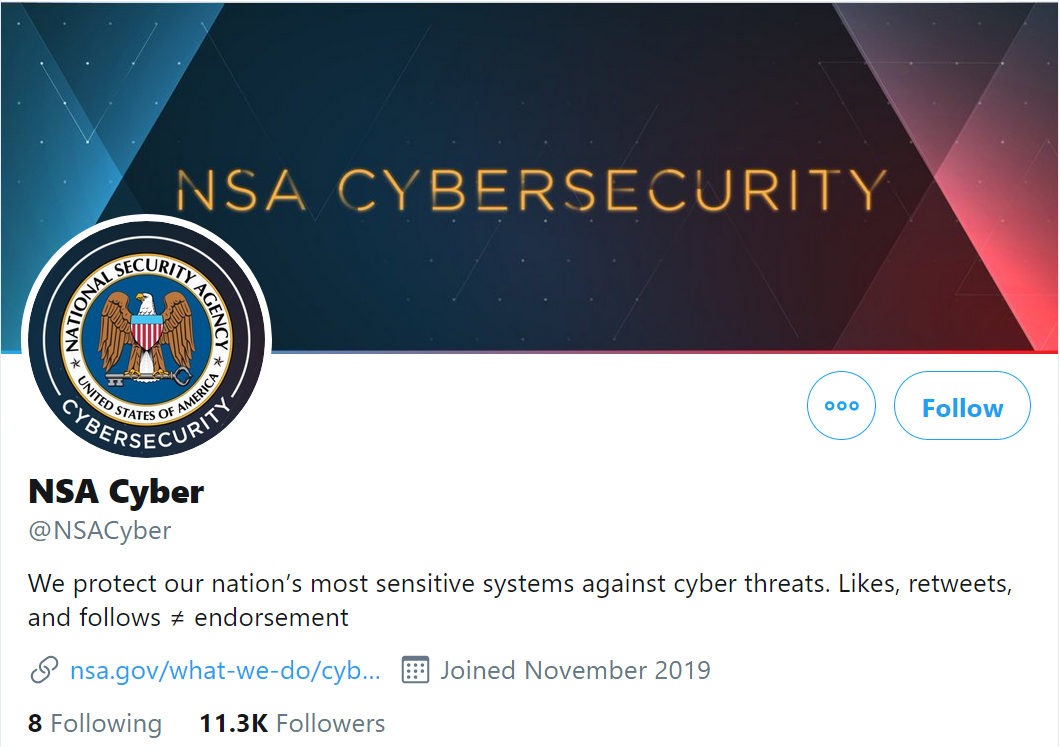 NSA CYBERSECURITY
NATIONAL SECURITY AGENCY
UNITED STATES OF AMERICA
CYBERSECURITY
Follow
NSA Cyber
@NSACyber
We protect our nation’s most sensitive systems against cyber threats. Likes, retweets,
and follows ≠ endorsement
nsa.gov/what-we-do/cyb... Joined November 2019
8 Following 11.3K Followers